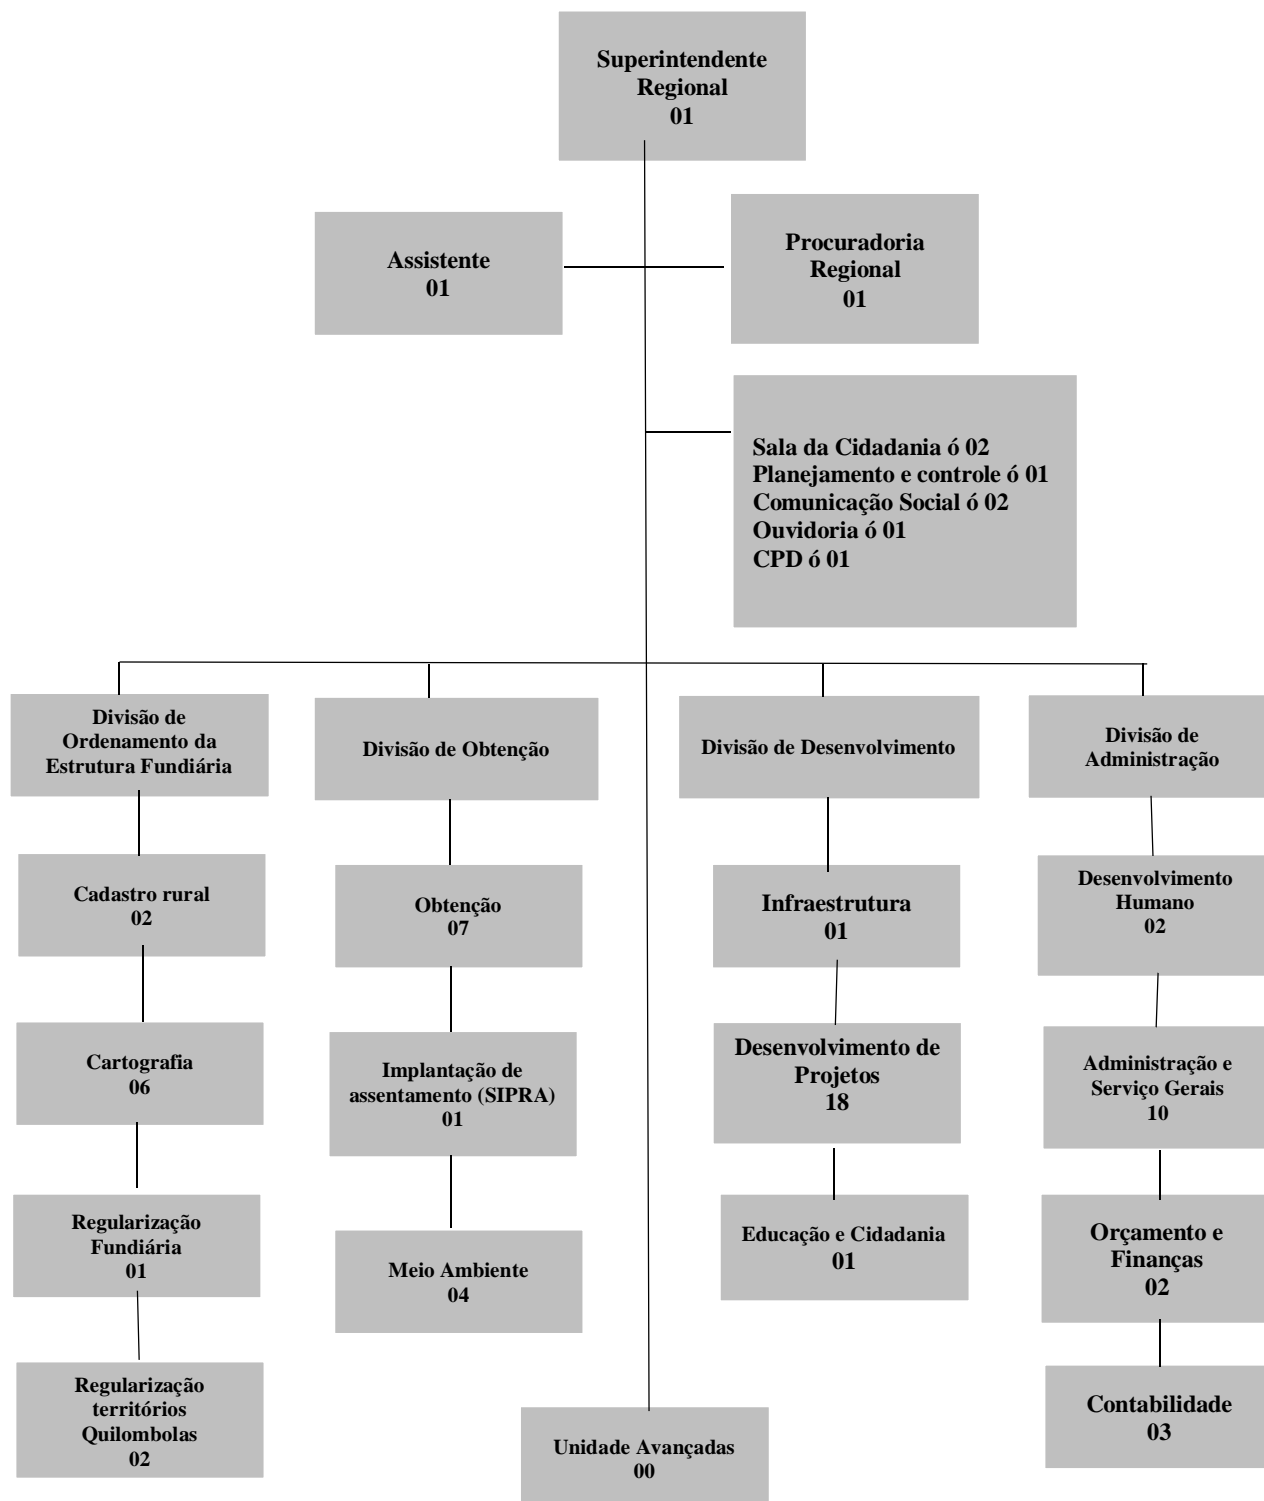 Superintendente
Regional
01
Assistente
01
Procuradoria
Regional
01
Sala da Cidadania ó 02
Planejamento e controle ó 01
Comunicação Social ó 02
Ouvidoria ó 01
CPD ó 01
Divisão de
Ordenamento da
Estrutura Fundiária
Divisão de Obtenção
Divisão de Desenvolvimento
Divisão de
Administração
Cadastro rural
02
Obtenção
07
Infraestrutura
01
Desenvolvimento
Humano
02
Cartografia
06
Implantação de
assentamento (SIPRA)
01
Desenvolvimento de
Projetos
18
Administração e
Serviço Gerais
10
Regularização
Fundiária
01
Meio Ambiente
04
Educação e Cidadania
01
Orçamento e
Finanças
02
Regularização
territórios
Quilombolas
02
Unidade Avançadas
00
Contabilidade
03